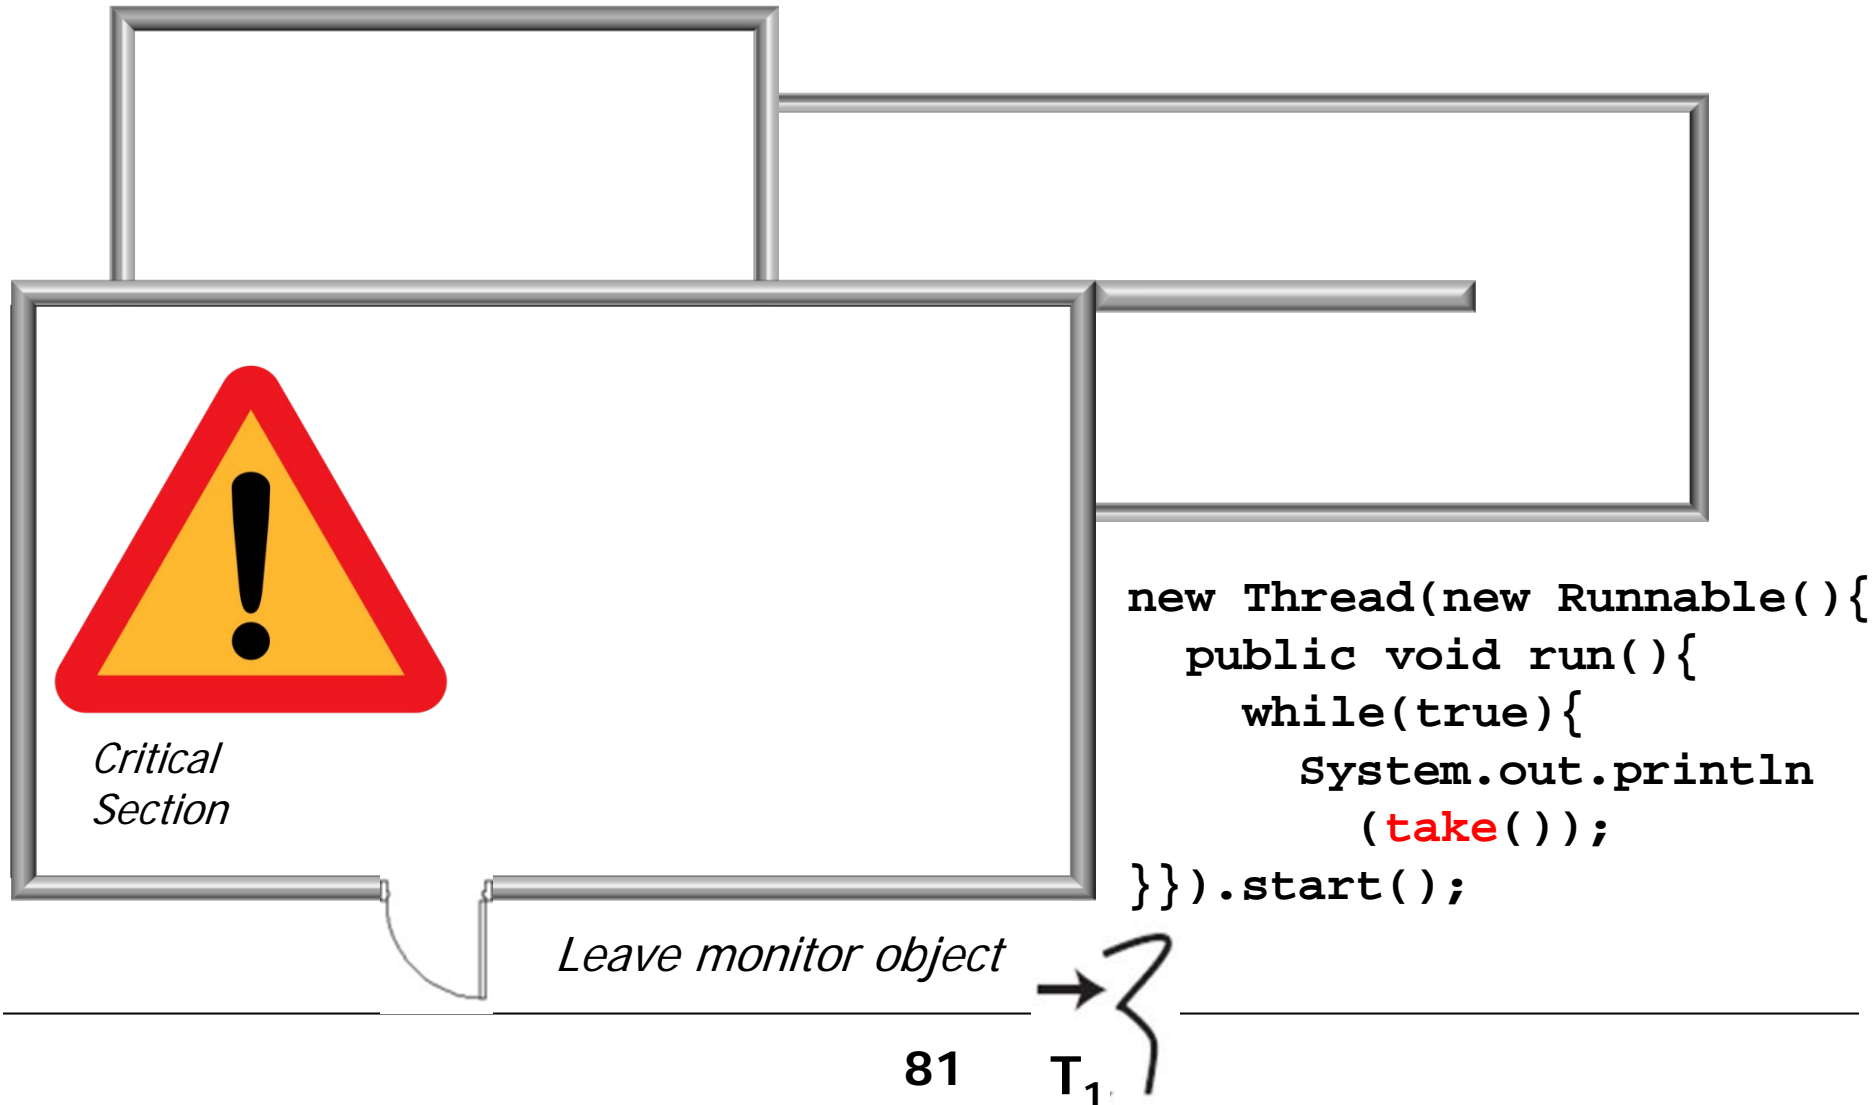 new Thread(new Runnable(){
public void run(){
while(true){
System.out.println
(take());
}}).start();
Critical
Section
Leave monitor object
81
T1